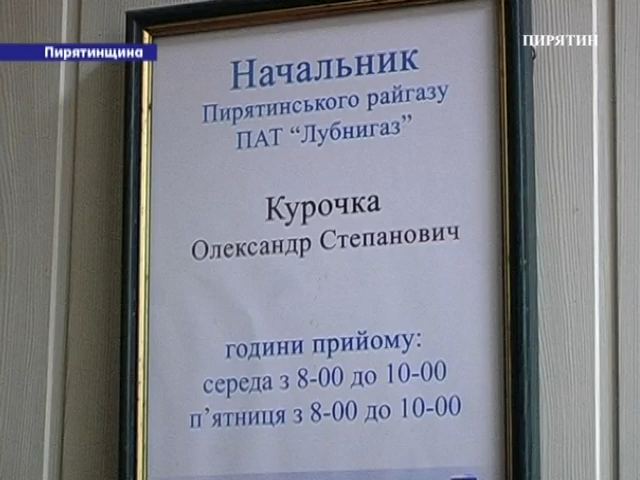 Пирятинщина
ПИРЯТИН
Начальник
Пирятинського райгазу
ПАТ “Лубнигаз”
Курочка
Олександр Степанович
години прийому:
середа з 8-00 до 10-00
п’ятниця з 8-00 до 10-00